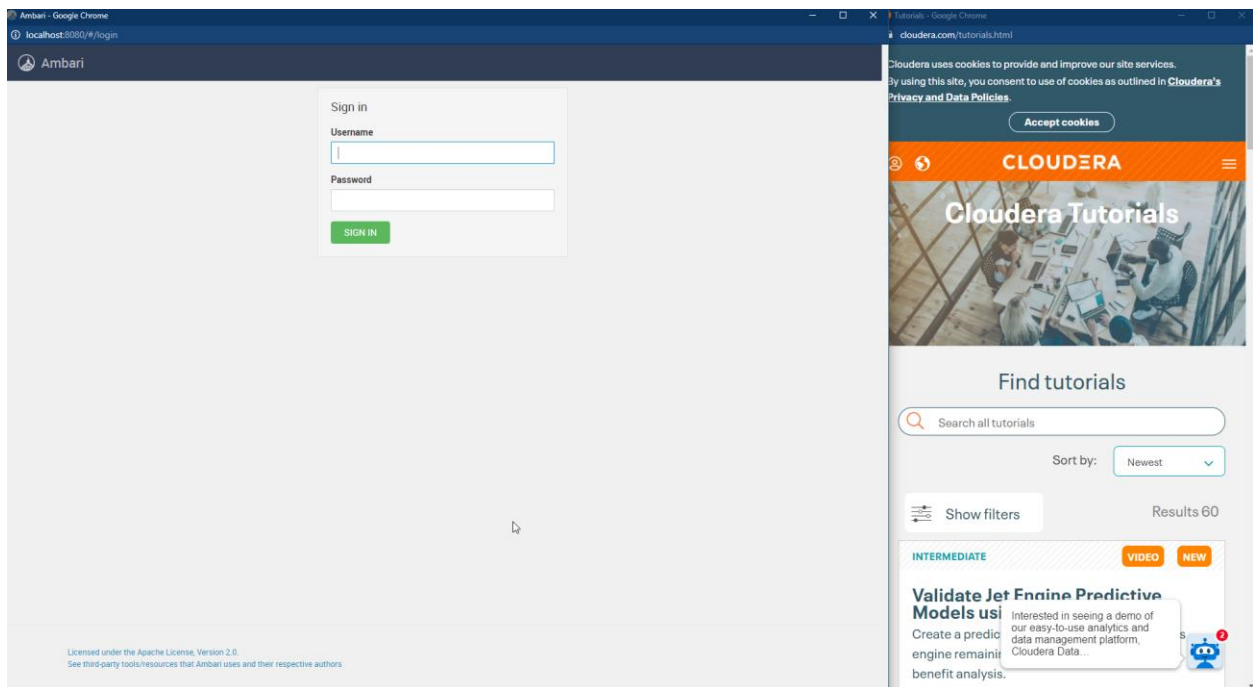 Ambari - Google Chrome
localhost:8080/#/login
Ambari
Sign in
Username
Password
SIGN IN
Licensed under the Apache License, Version 2.0.
See third-party tools/resources that Ambari uses and their respective authors
Tutorials - Google Chrome
cloudera.com/tutorials.html
Cloudera uses cookies to provide and improve our site services.
By using this site, you consent to use of cookies as outlined in Cloudera's
Privacy and Data Policies.
Accept cookies
CLOUDERA
Cloudera Tutorials
Find tutorials
Search all tutorials
Sort by: Newest
Show filters Results 60
INTERMEDIATE VIDEO NEW
Validate Jet Engine Predictive
Models usi
Create a predic
engine remainin
benefit analysis.
Interested in seeing a demo of
our easy-to-use analytics and
data management platform,
Cloudera Data...
s
2